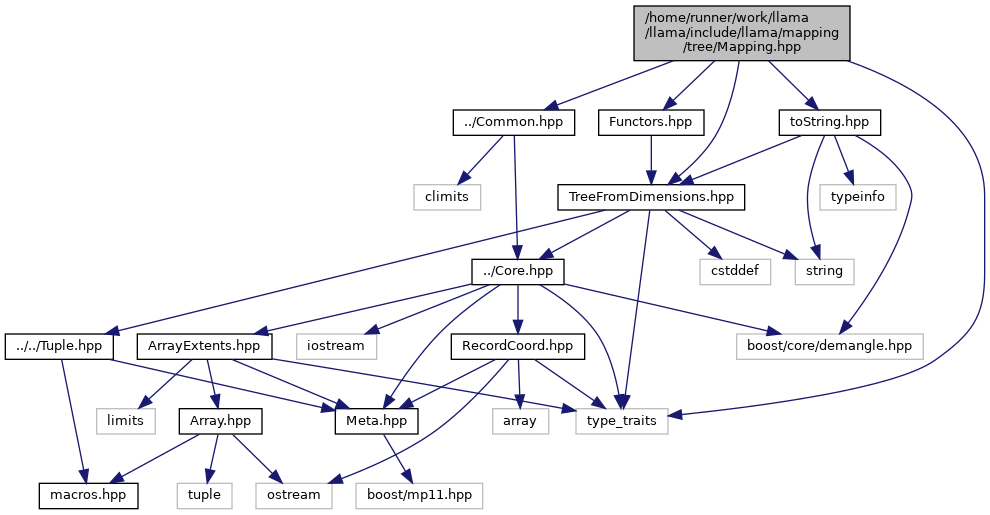 /home/runner/work/llama
/llama/include/llama/mapping
/tree/Mapping.hpp
../Common.hpp
Functors.hpp
toString.hpp
climits
TreeFromDimensions.hpp
typeinfo
../Core.hpp
cstddef
string
../../Tuple.hpp
ArrayExtents.hpp
iostream
RecordCoord.hpp
boost/core/demangle.hpp
limits
Array.hpp
Meta.hpp
array
type_traits
macros.hpp
tuple
ostream
boost/mp11.hpp